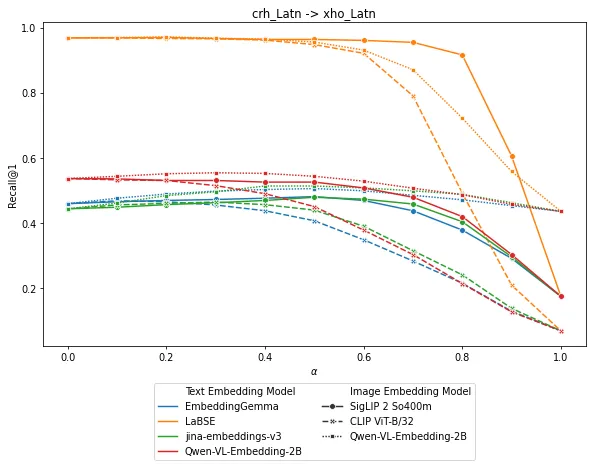 crh_Latn -> xho_Latn
1.0
0.8
0.6
0.4
0.2
Recall@1
0.0 0.2 0.4 0.6 0.8 1.0
α
Text Embedding Model Image Embedding Model
EmbeddingGemma SigLIP 2 So400m
LaBSE CLIP ViT-B/32
jina-embeddings-v3 Qwen-VL-Embedding-2B
Qwen-VL-Embedding-2B